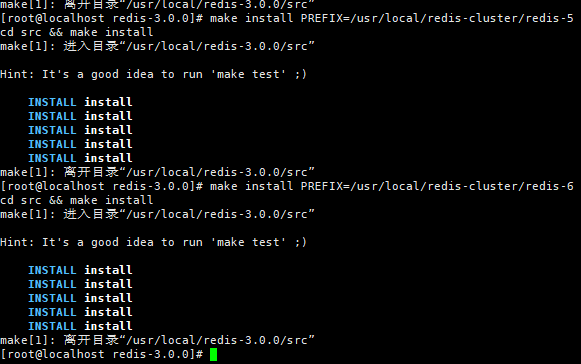 make[1]: 离开目录“/usr/local/redis-3.0.0/src”
[root@localhost redis-3.0.0]# make install PREFIX=/usr/local/redis-cluster/redis-5
cd src && make install
make[1]: 进入目录“/usr/local/redis-3.0.0/src”
Hint: It's a good idea to run 'make test' ;)
INSTALL install
INSTALL install
INSTALL install
INSTALL install
INSTALL install
make[1]: 离开目录“/usr/local/redis-3.0.0/src”
[root@localhost redis-3.0.0]# make install PREFIX=/usr/local/redis-cluster/redis-6
cd src && make install
make[1]: 进入目录“/usr/local/redis-3.0.0/src”
Hint: It's a good idea to run 'make test' ;)
INSTALL install
INSTALL install
INSTALL install
INSTALL install
INSTALL install
make[1]: 离开目录“/usr/local/redis-3.0.0/src”
[root@localhost redis-3.0.0]#